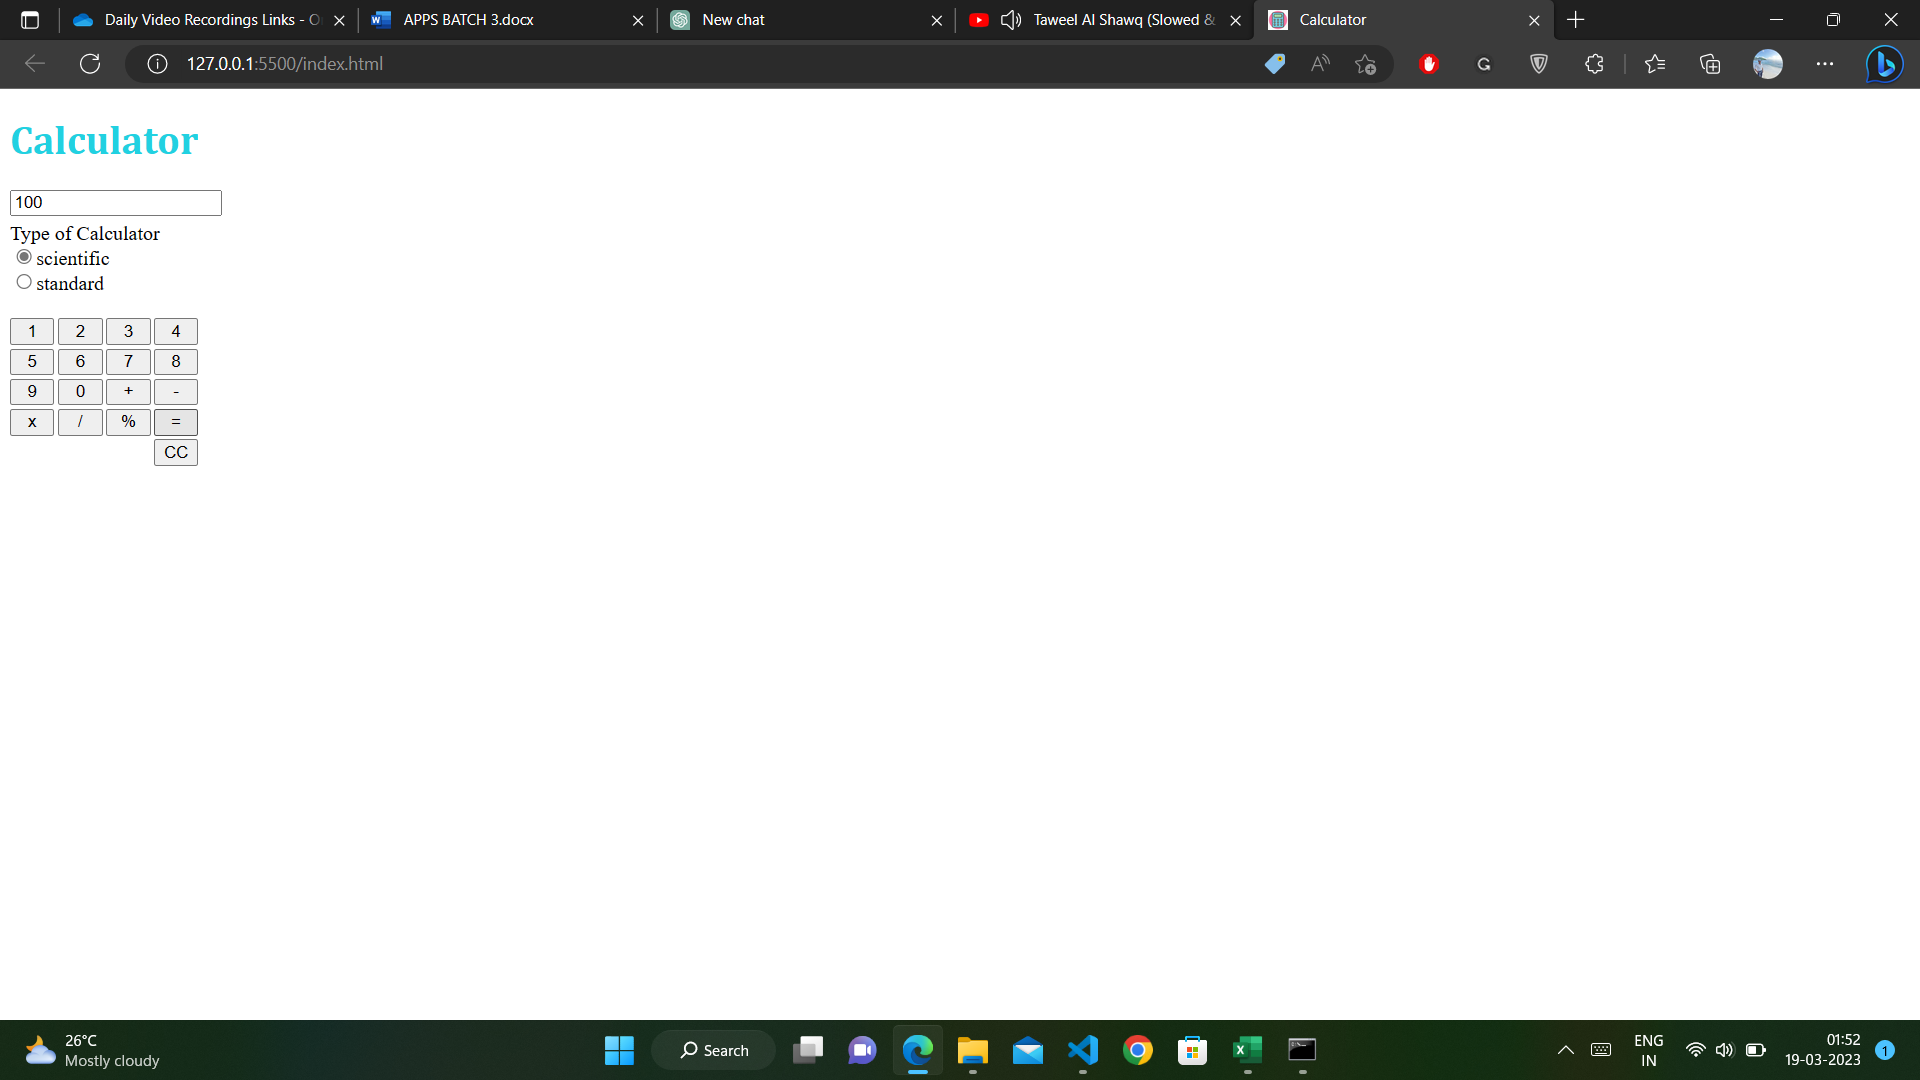 Daily Video Recordings Links - O
APPS BATCH 3.docx
New chat
Taweel Al Shawq (Slowed &
Calculator
127.0.0.1:5500/index.html
Calculator
100
Type of Calculator
scientific
standard
1 2 3 4
5 6 7 8
9 0 + -
x / % =
CC
26°C
Mostly cloudy
Search
ENG
IN
01:52
19-03-2023
1